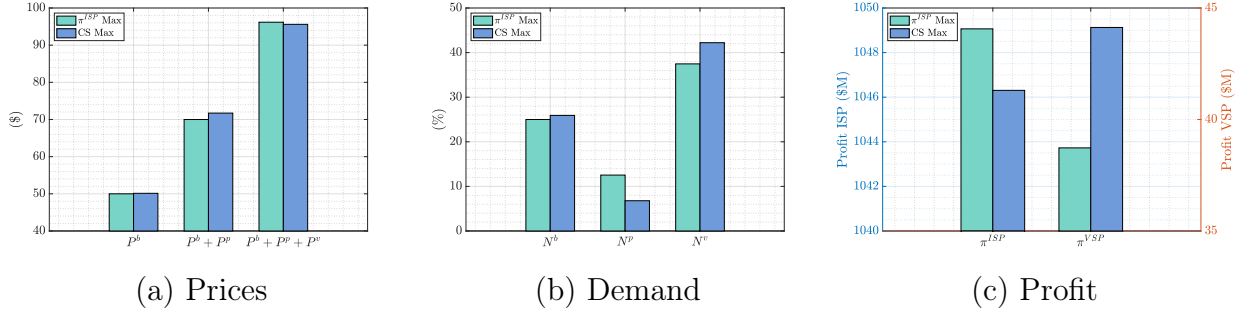 100
90
80
70
60
50
40
($)
π^{ISP} Max
CS Max
P^b
P^b + P^p
P^b + P^p + P^v
(a) Prices
50
40
30
20
10
0
(%)
π^{ISP} Max
CS Max
N^b
N^p
N^v
(b) Demand
1050
1048
1046
1044
1042
1040
Profit ISP ($M)
π^{ISP} Max
CS Max
π^{ISP}
π^{VSP}
45
40
35
Profit VSP ($M)
(c) Profit